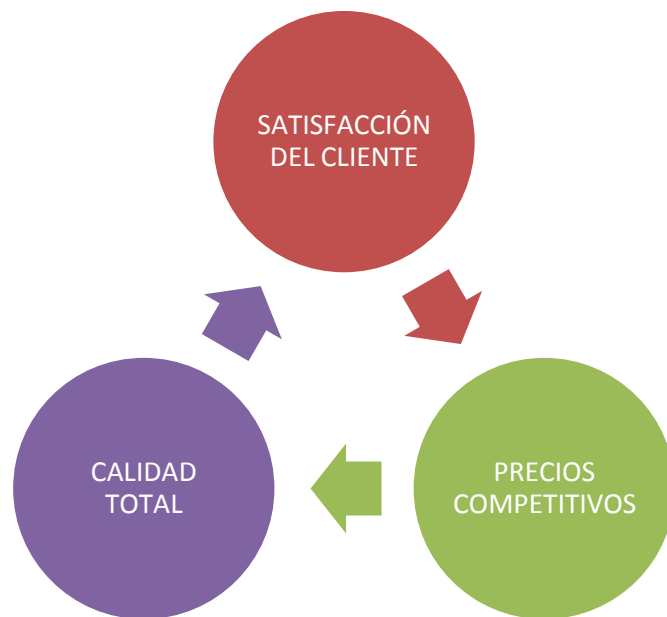 SATISFACCIÓN
DEL CLIENTE
PRECIOS
COMPETITIVOS
CALIDAD
TOTAL